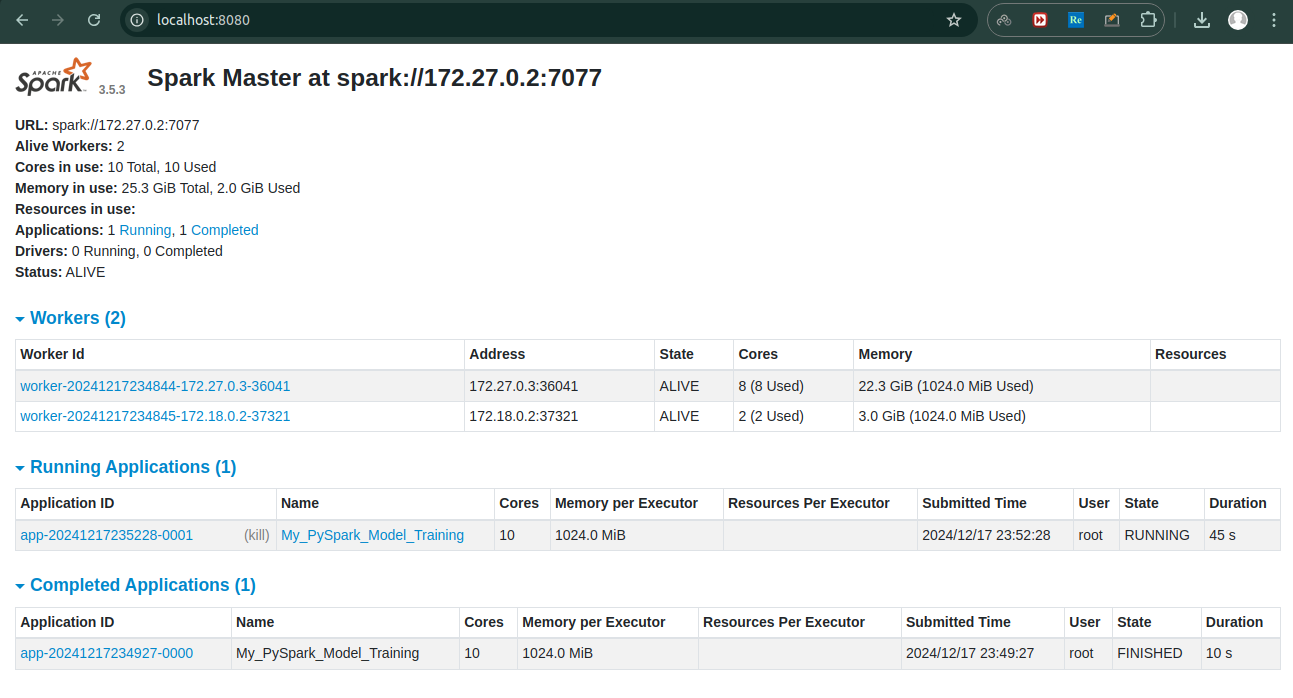 localhost:8080
Re
APACHE Spark 3.5.3 Spark Master at spark://172.27.0.2:7077
URL: spark://172.27.0.2:7077
Alive Workers: 2
Cores in use: 10 Total, 10 Used
Memory in use: 25.3 GiB Total, 2.0 GiB Used
Resources in use:
Applications: 1 Running, 1 Completed
Drivers: 0 Running, 0 Completed
Status: ALIVE
Workers (2)
Worker Id Address State Cores Memory Resources
worker-20241217234844-172.27.0.3-36041 172.27.0.3:36041 ALIVE 8 (8 Used) 22.3 GiB (1024.0 MiB Used)
worker-20241217234845-172.18.0.2-37321 172.18.0.2:37321 ALIVE 2 (2 Used) 3.0 GiB (1024.0 MiB Used)
Running Applications (1)
Application ID Name Cores Memory per Executor Resources Per Executor Submitted Time User State Duration
app-20241217235228-0001 (kill) My_PySpark_Model_Training 10 1024.0 MiB 2024/12/17 23:52:28 root RUNNING 45 s
Completed Applications (1)
Application ID Name Cores Memory per Executor Resources Per Executor Submitted Time User State Duration
app-20241217234927-0000 My_PySpark_Model_Training 10 1024.0 MiB 2024/12/17 23:49:27 root FINISHED 10 s